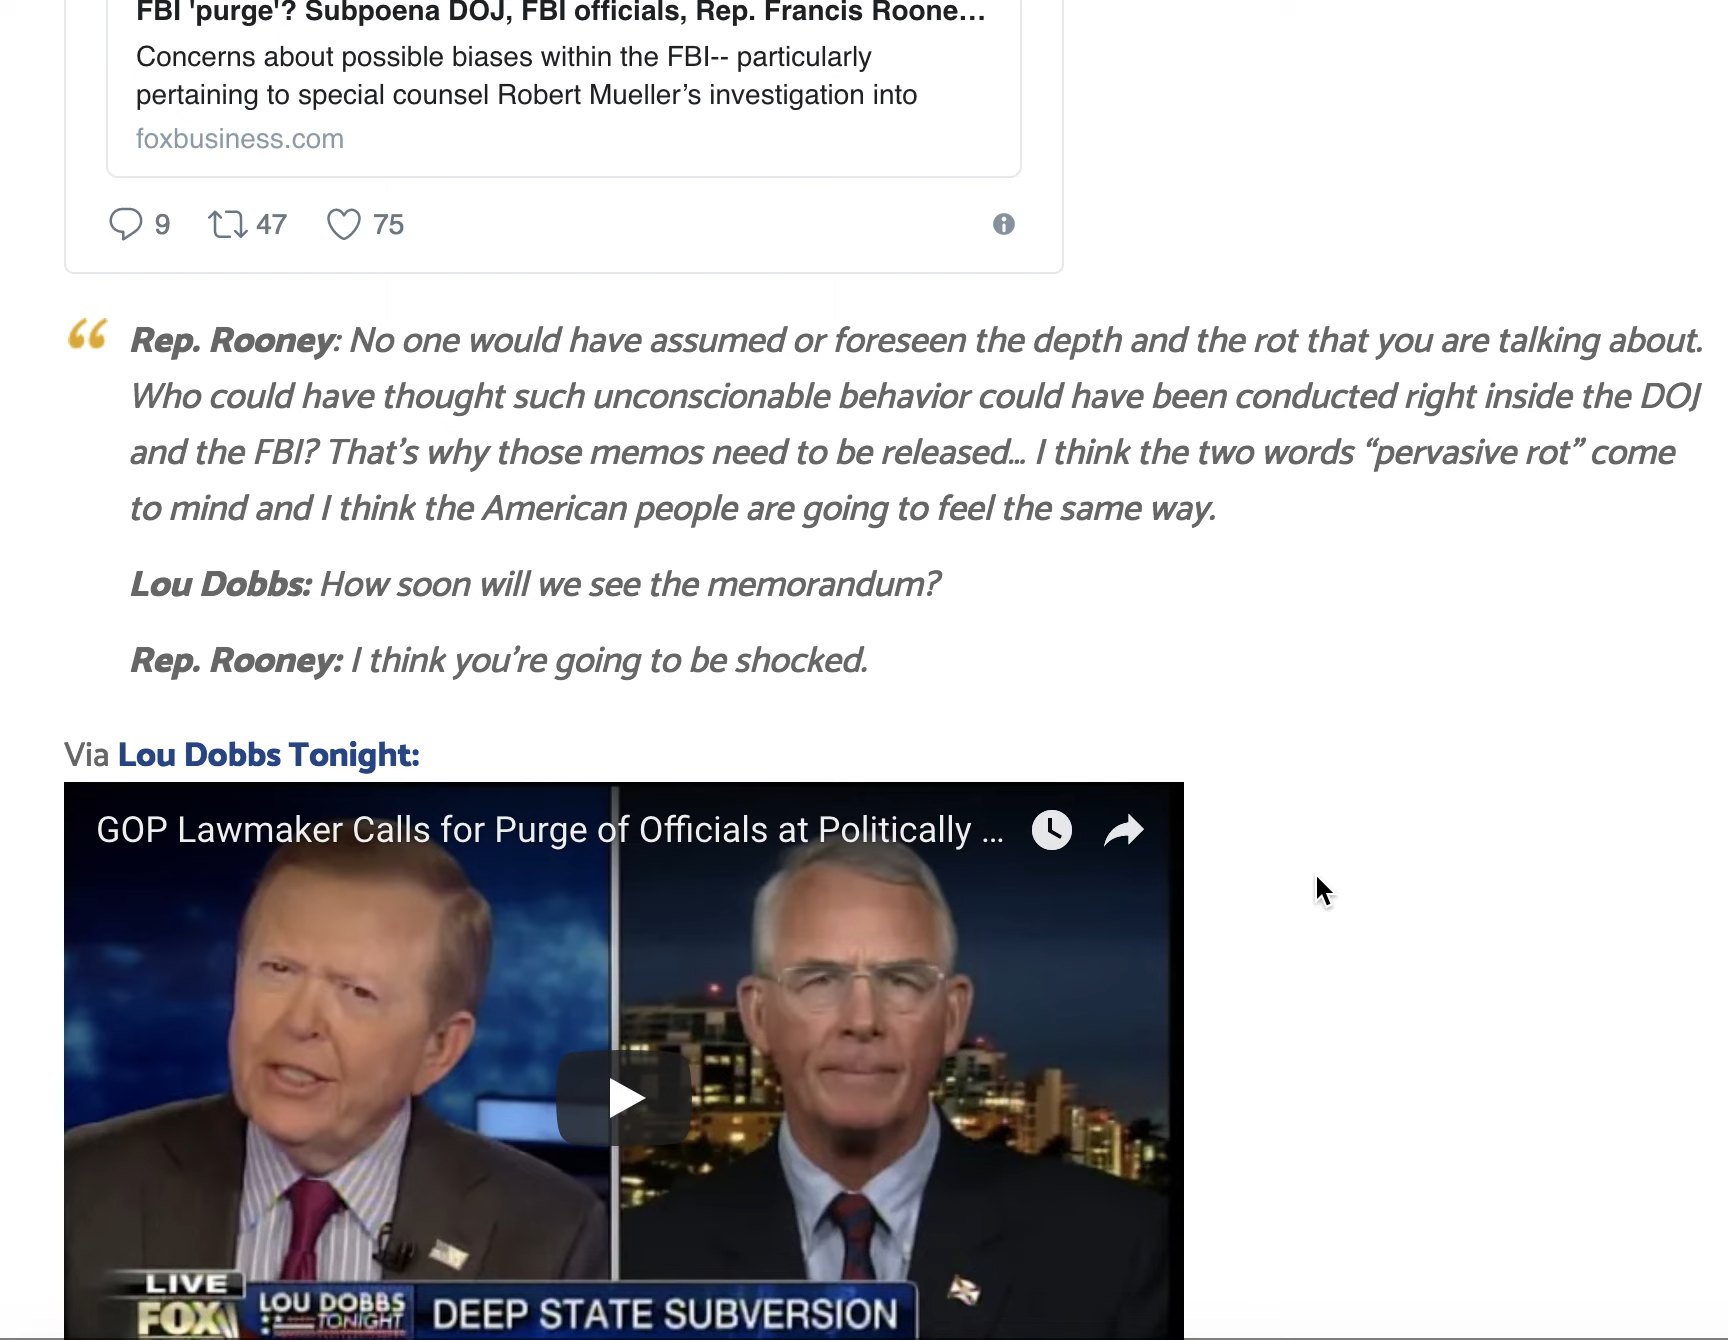 FBI 'purge'? Subpoena DOJ, FBI officials, Rep. Francis Roone...
Concerns about possible biases within the FBI-- particularly
pertaining to special counsel Robert Mueller’s investigation into
foxbusiness.com
9 47 75
“ Rep. Rooney: No one would have assumed or foreseen the depth and the rot that you are talking about.
Who could have thought such unconscionable behavior could have been conducted right inside the DOJ
and the FBI? That’s why those memos need to be released… I think the two words “pervasive rot” come
to mind and I think the American people are going to feel the same way.
Lou Dobbs: How soon will we see the memorandum?
Rep. Rooney: I think you’re going to be shocked.
Via Lou Dobbs Tonight:
GOP Lawmaker Calls for Purge of Officials at Politically ...
LIVE
FOX
LOU DOBBS
TONIGHT
DEEP STATE SUBVERSION